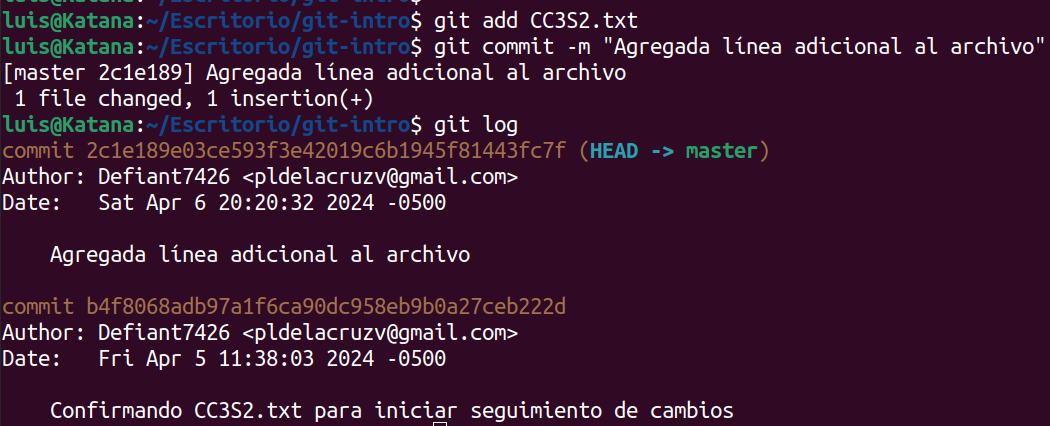 luis@Katana:~/Escritorio/git-intro$ git add CC3S2.txt
luis@Katana:~/Escritorio/git-intro$ git commit -m "Agregada línea adicional al archivo"
[master 2c1e189] Agregada línea adicional al archivo
 1 file changed, 1 insertion(+)
luis@Katana:~/Escritorio/git-intro$ git log
commit 2c1e189e03ce593f3e42019c6b1945f81443fc7f (HEAD -> master)
Author: Defiant7426 <pldelacruzv@gmail.com>
Date:   Sat Apr 6 20:20:32 2024 -0500

    Agregada línea adicional al archivo

commit b4f8068adb97a1f6ca90dc958eb9b0a27ceb222d
Author: Defiant7426 <pldelacruzv@gmail.com>
Date:   Fri Apr 5 11:38:03 2024 -0500

    Confirmando CC3S2.txt para iniciar seguimiento de cambios